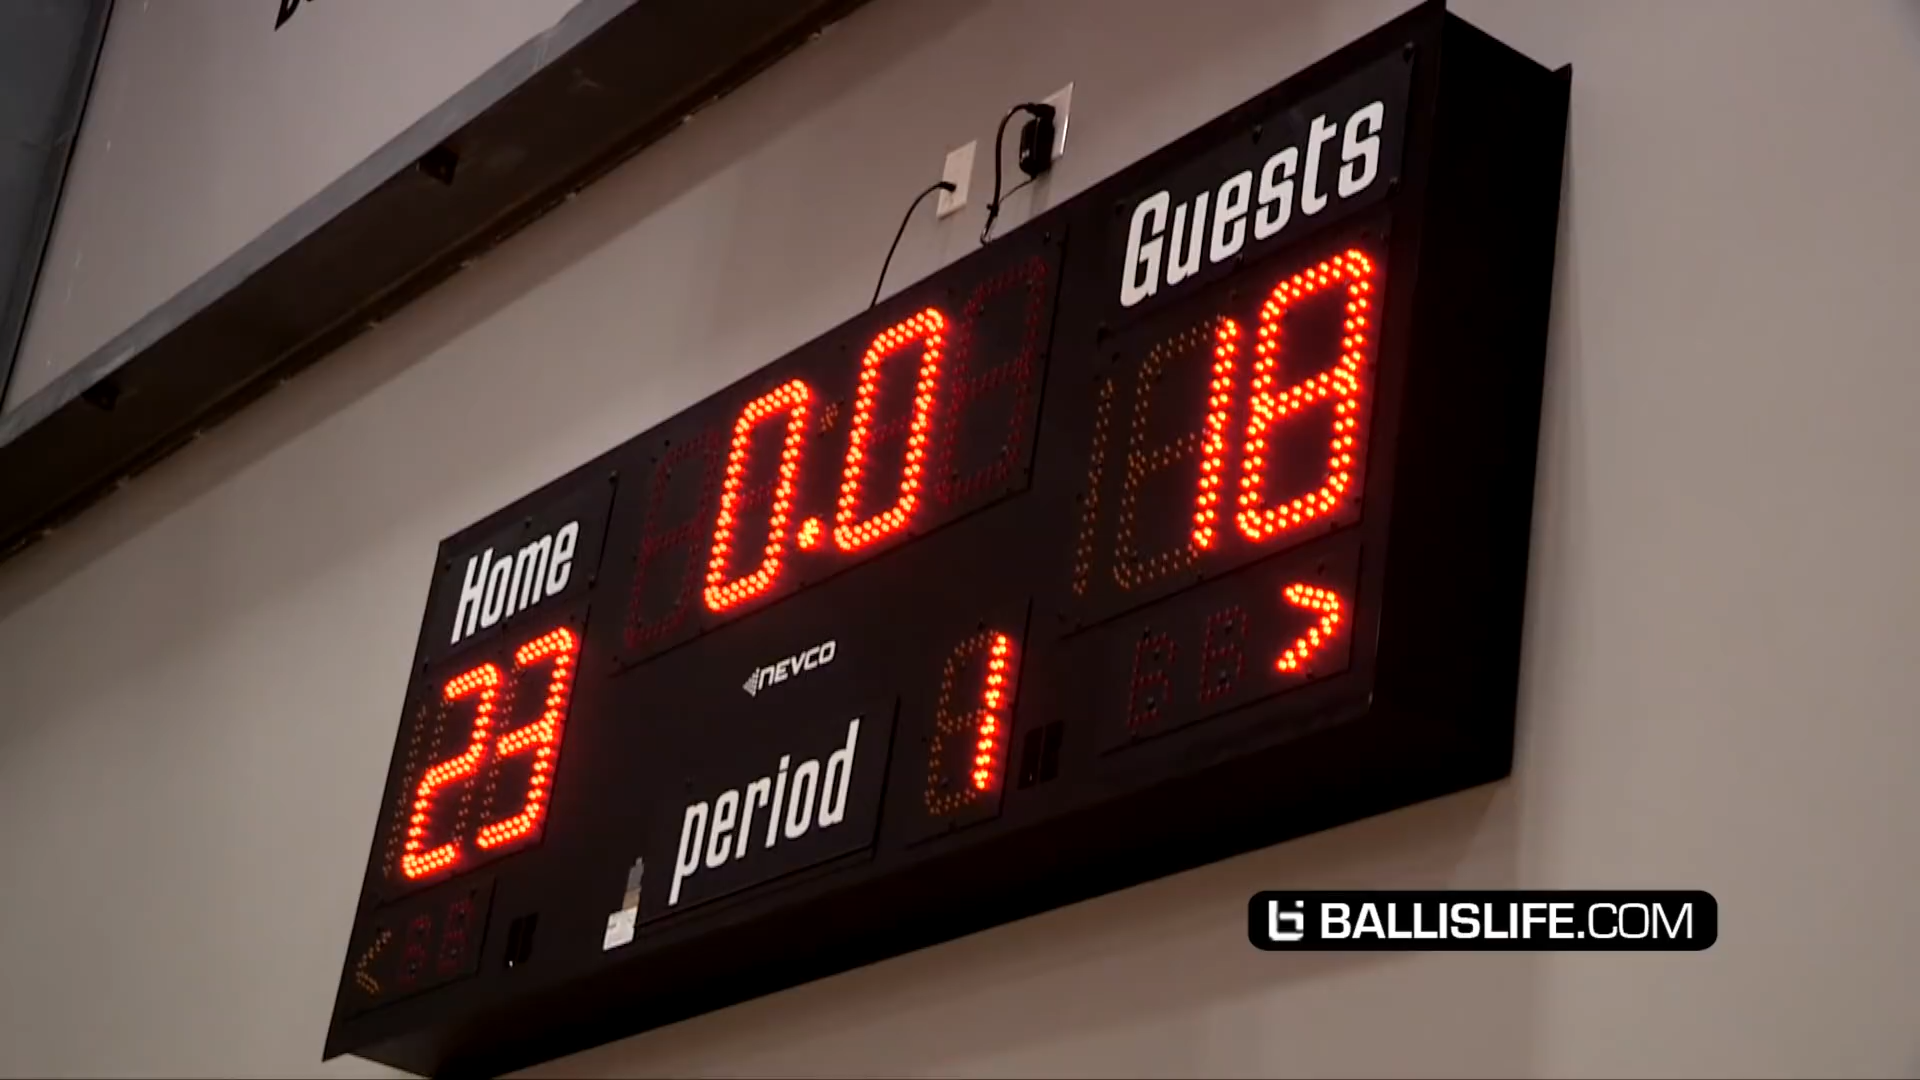 Guests
0.0
18
Home
23
NEVCO
period
1
>
BALLISLIFE.COM